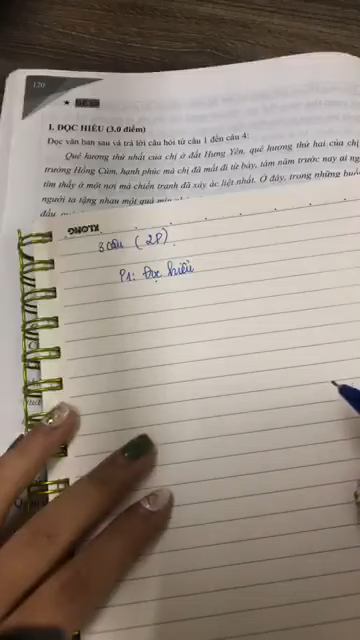 120
I. ĐỌC HIỂU (3.0 điểm)
Đọc văn bản sau và trả lời câu hỏi từ câu 1 đến câu 4:
Quê hương thứ nhất của chị ở đất Hưng Yên, quê hương thứ hai của chị
trường Hồng Cúm, hạnh phúc mà chị đã mất đi từ bảy, tám năm trước nay ai ng
tìm thấy ở một nơi mà chiến tranh đã xảy ác liệt nhất. Ở đây, trong những buổ
người ta tặng nhau một quả mìn
đầu
KLONG
3 câu (2P)
P1: Đọc hiểu